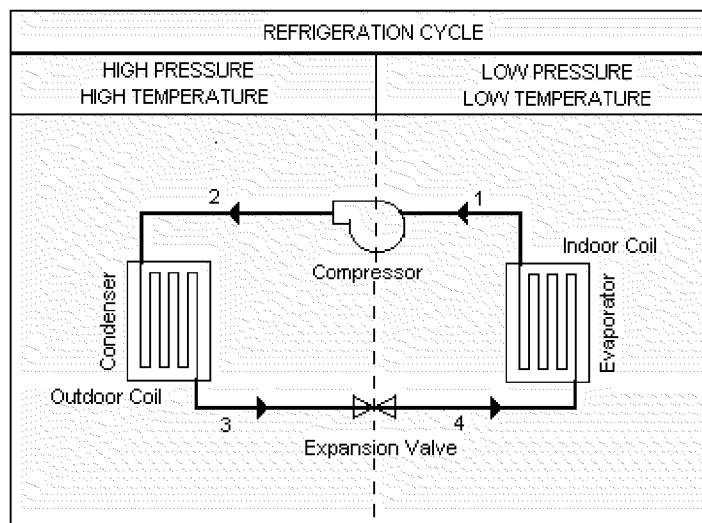 REFRIGERATION CYCLE
HIGH PRESSURE
HIGH TEMPERATURE
LOW PRESSURE
LOW TEMPERATURE
2
1
Indoor Coil
Compressor
Condenser
Evaporator
Outdoor Coil
3
4
Expansion Valve